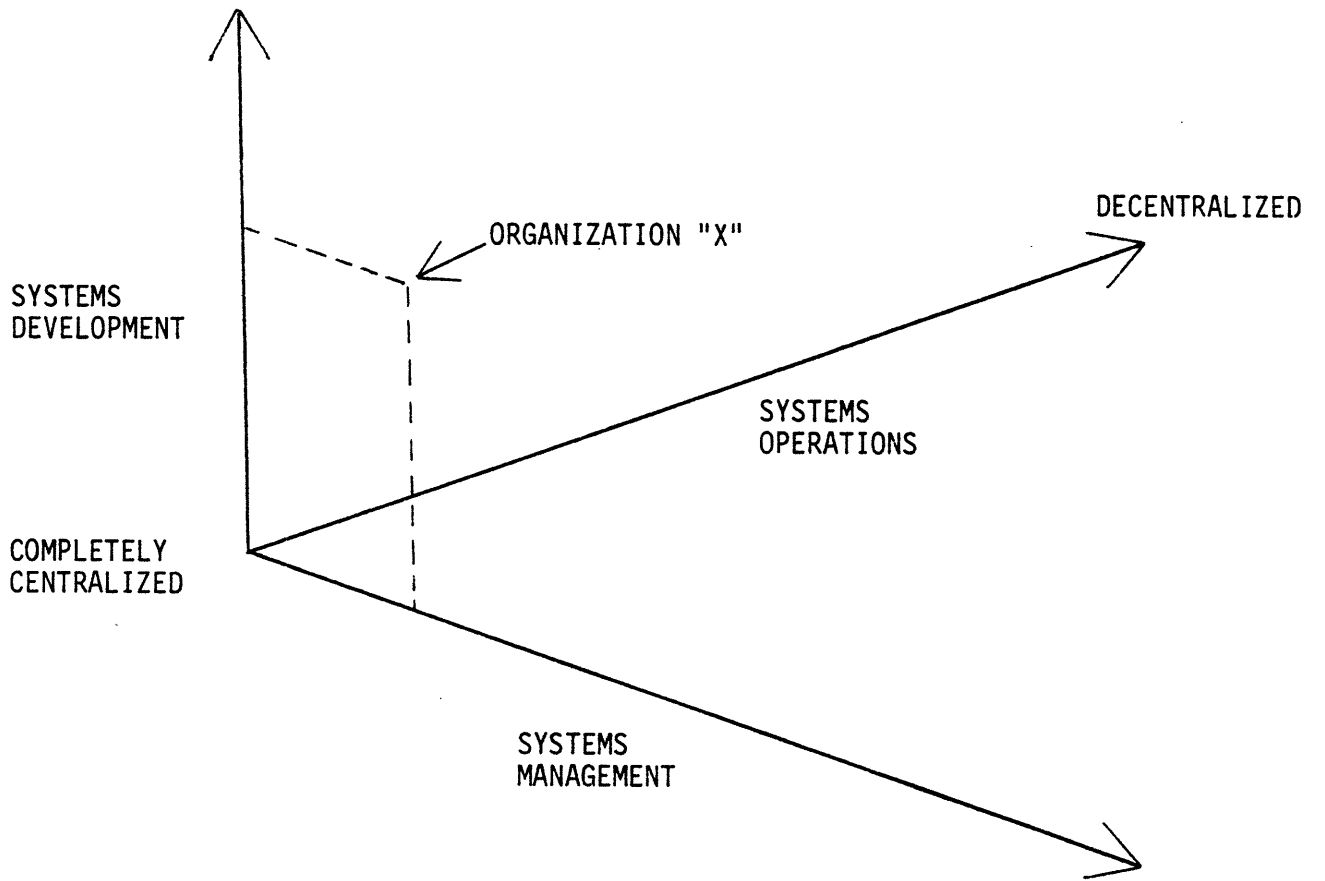 DECENTRALIZED
ORGANIZATION "X"
SYSTEMS
DEVELOPMENT
SYSTEMS
OPERATIONS
COMPLETELY
CENTRALIZED
SYSTEMS
MANAGEMENT